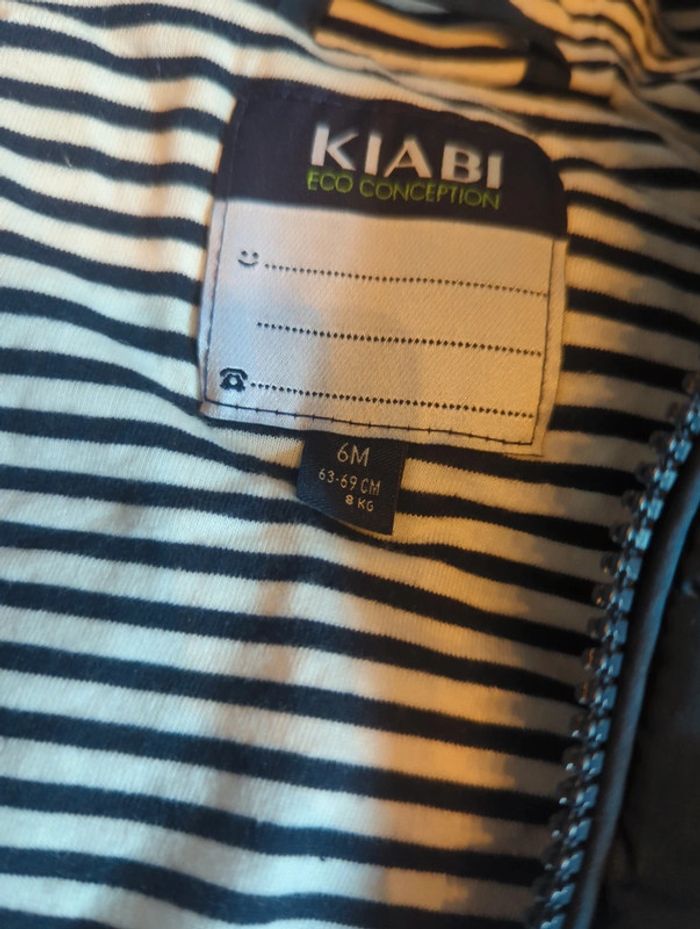 KIABI
ECO CONCEPTION
6M
63-69 CM
8 KG